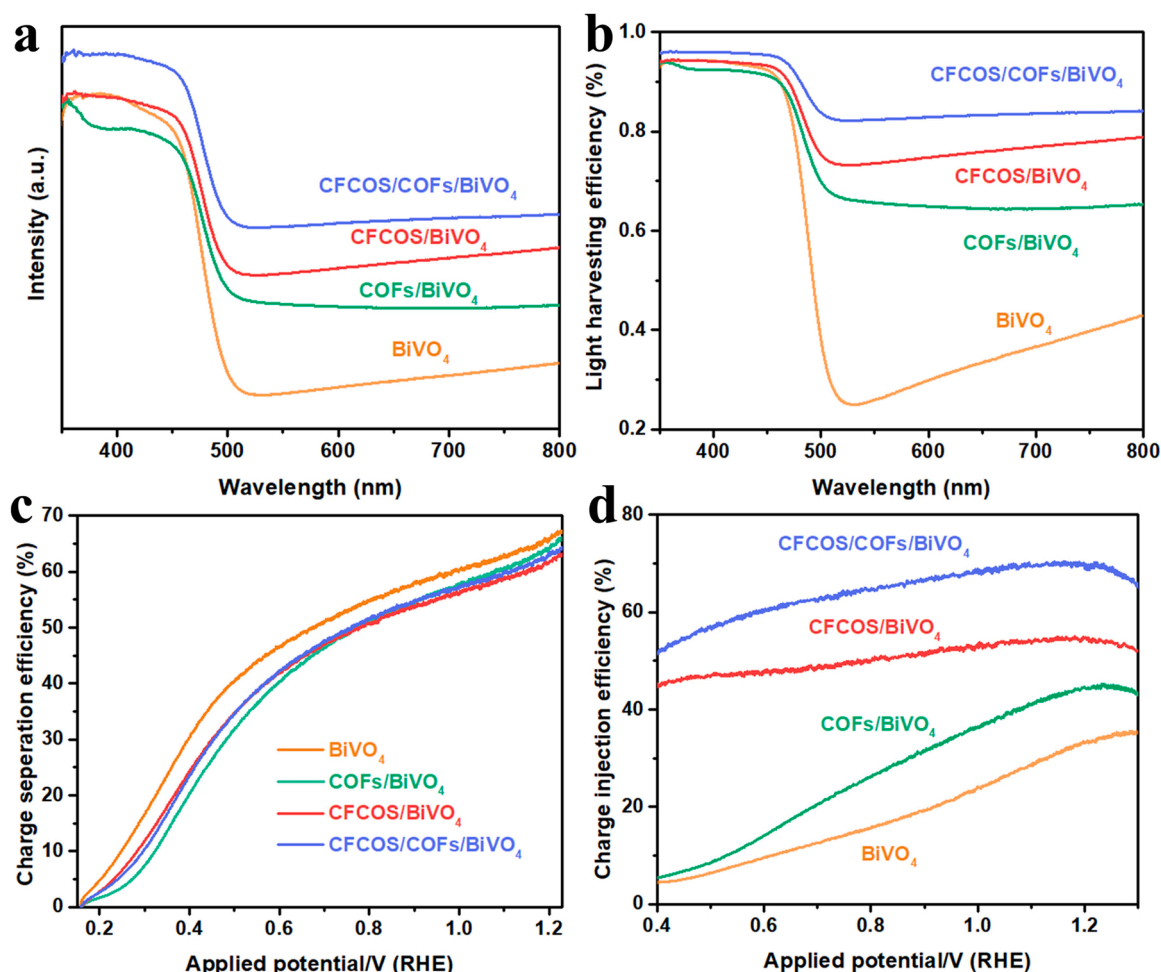 a
Intensity (a.u.)
CFCOS/COFs/BiVO₄
CFCOS/BiVO₄
COFs/BiVO₄
BiVO₄
400 500 600 700 800
Wavelength (nm)
b
Light harvesting efficiency (%)
1.0
0.8
0.6
0.4
0.2
CFCOS/COFs/BiVO₄
CFCOS/BiVO₄
COFs/BiVO₄
BiVO₄
400 500 600 700 800
Wavelength (nm)
c
Charge seperation efficiency (%)
70
60
50
40
30
20
10
0
BiVO₄
COFs/BiVO₄
CFCOS/BiVO₄
CFCOS/COFs/BiVO₄
0.2 0.4 0.6 0.8 1.0 1.2
Applied potential/V (RHE)
d
Charge injection efficiency (%)
80
60
40
20
0
CFCOS/COFs/BiVO₄
CFCOS/BiVO₄
COFs/BiVO₄
BiVO₄
0.4 0.6 0.8 1.0 1.2
Applied potential/V (RHE)